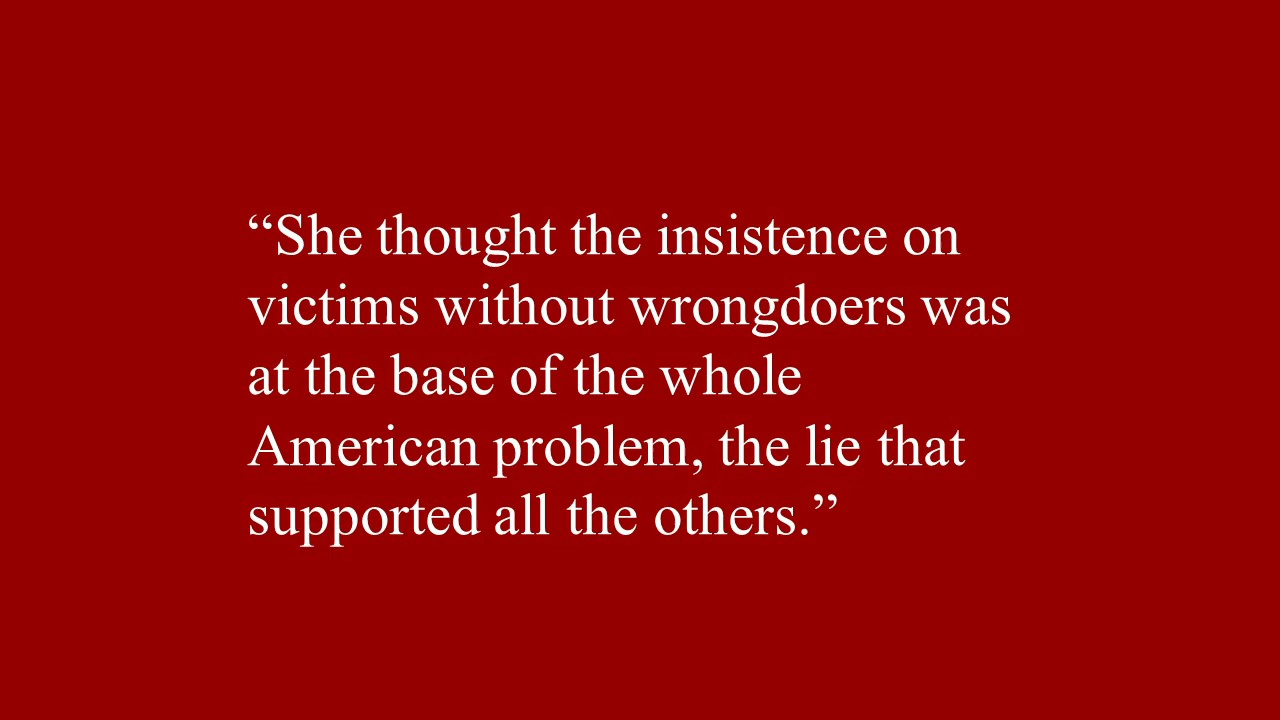 “She thought the insistence on
victims without wrongdoers was
at the base of the whole
American problem, the lie that
supported all the others.”